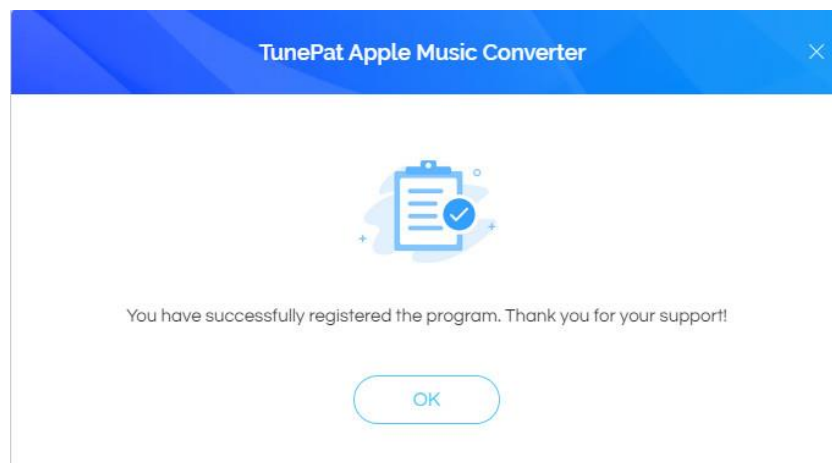 TunePat Apple Music Converter
You have successfully registered the program. Thank you for your support!
OK